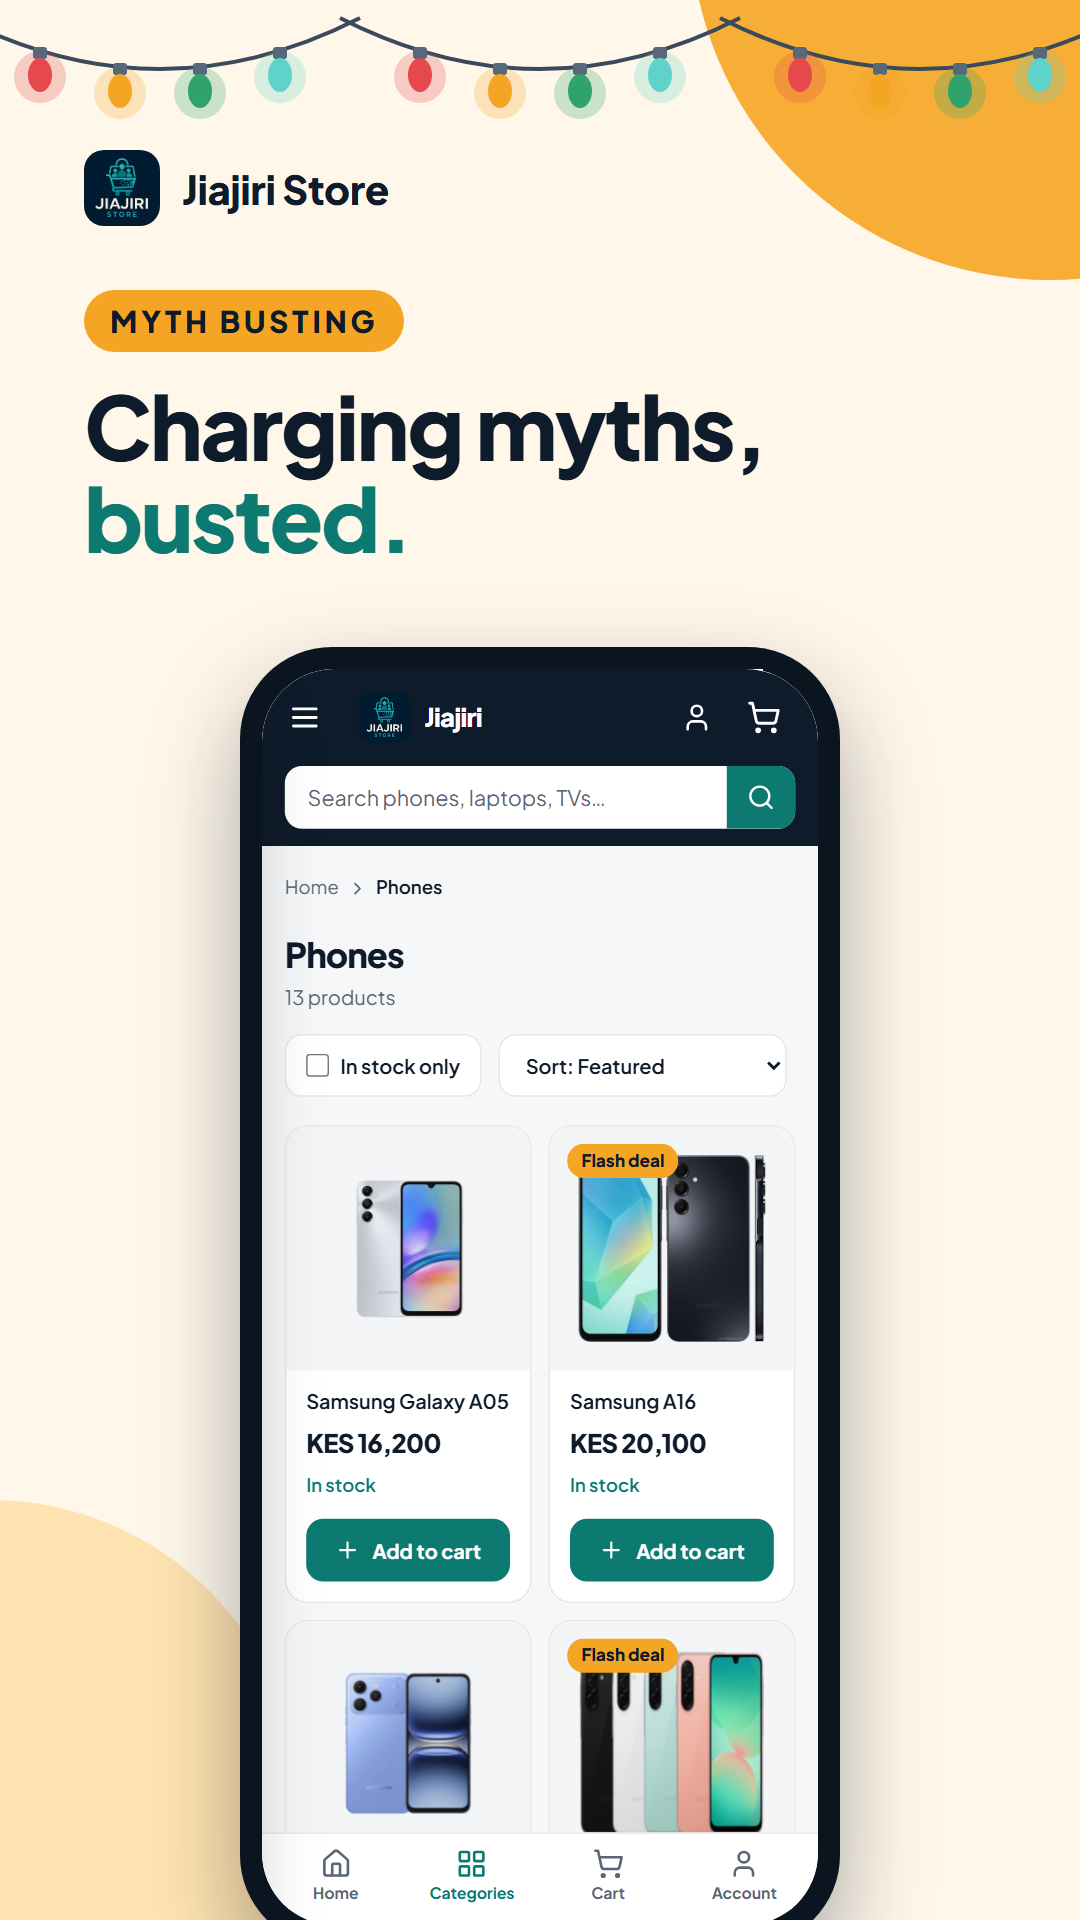 JIAJIRI
STORE
Jiajiri Store
MYTH BUSTING
Charging myths,
busted.
JIAJIRI
STORE
Jiajiri
Search phones, laptops, TVs...
Home > Phones
Phones
13 products
In stock only
Sort: Featured
Flash deal
Samsung Galaxy A05
KES 16,200
In stock
+ Add to cart
Samsung A16
KES 20,100
In stock
+ Add to cart
Flash deal
Home
Categories
Cart
Account